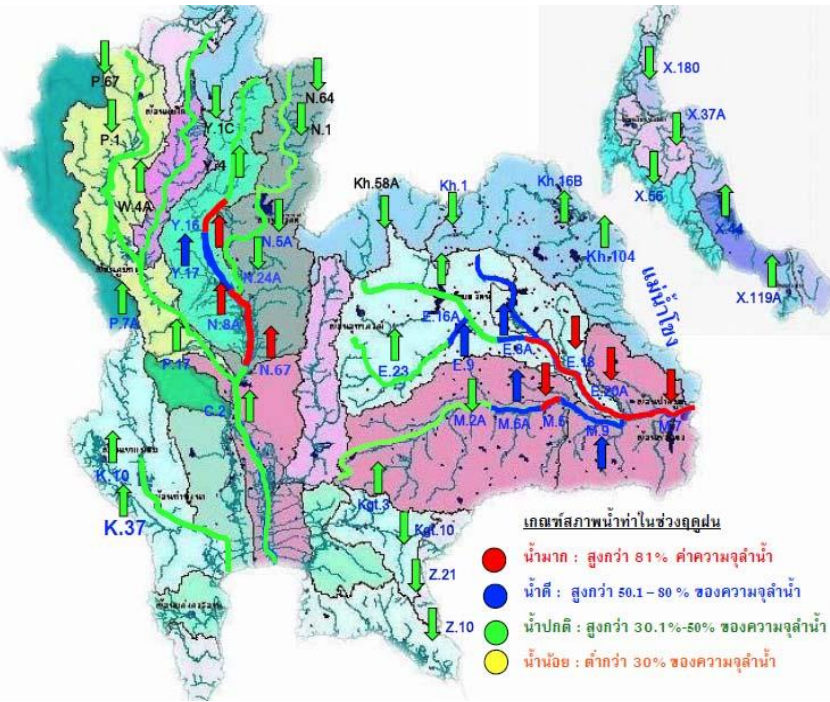 P.67
X.180
N.64
P.1
Y.1C
N.1
X.37A
Y.4
Kh.58A
Kh.1
Kh.16B
X.56
W.4A
Y.16
N.5A
X.44
Y.17
N.24A
Kh.104
แม่น้ำโขง
X.119A
P.7A
N.8A
E.16A
P.17
N.67
E.23
E.9
E.8A
E.18
E.20A
C.2
M.2A
M.6A
M.5
M.9
M.7
K.10
Kgt.3
K.37
Kgt.10
เกณฑ์สภาพน้ำท่าในช่วงฤดูฝน
น้ำมาก : สูงกว่า 81% ค่าความจุลำน้ำ
Z.21
น้ำดี : สูงกว่า 50.1 – 80 % ของความจุลำน้ำ
น้ำปกติ : สูงกว่า 30.1%-50% ของความจุลำน้ำ
Z.10
น้ำน้อย : ต่ำกว่า 30% ของความจุลำน้ำ